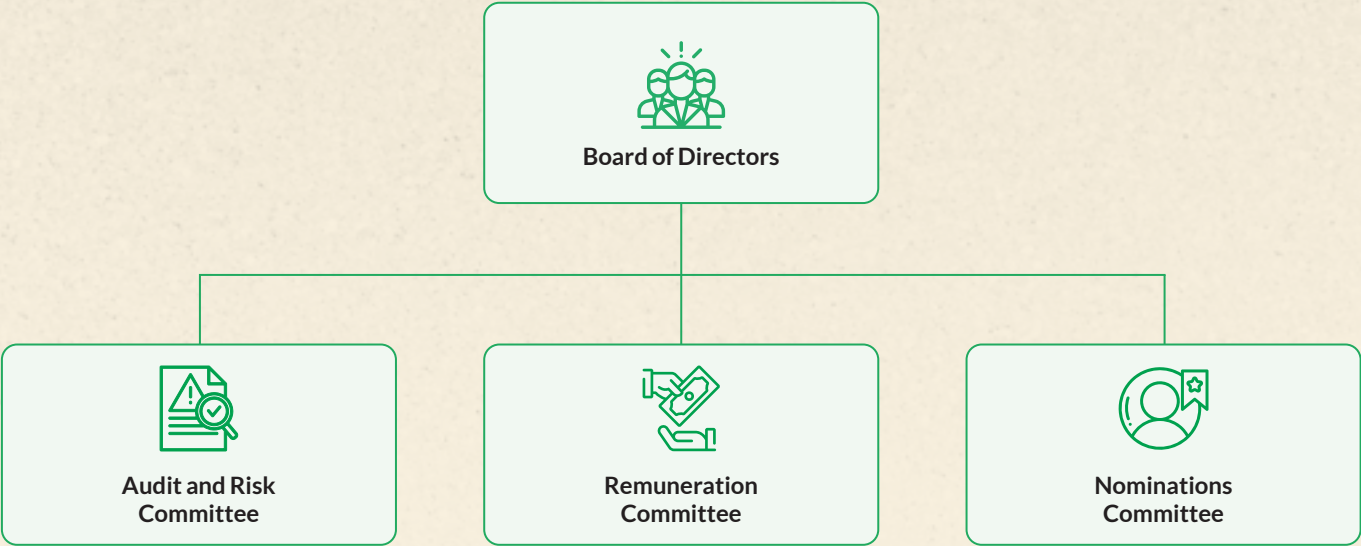 Board of Directors
Audit and Risk
Committee
Remuneration
Committee
Nominations
Committee